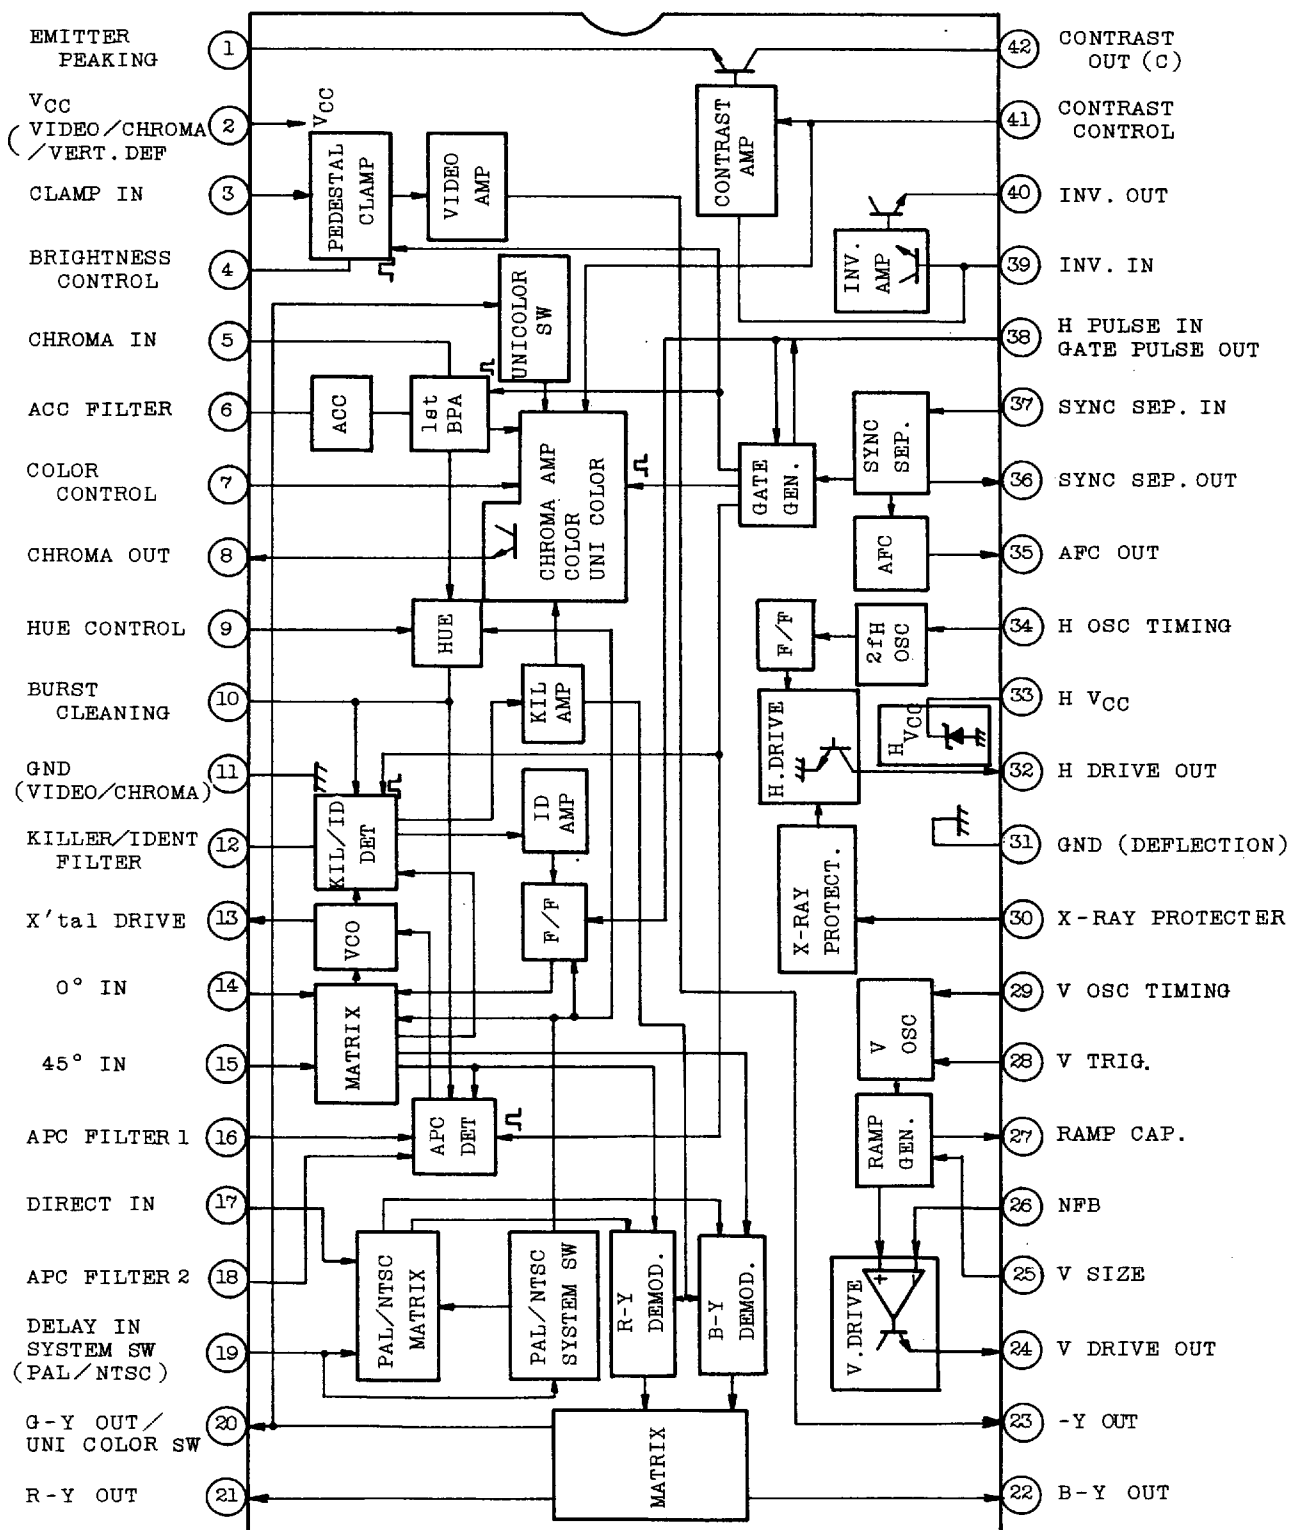 EMITTER
PEAKING
1
VCC
VIDEO/CHROMA
/VERT.DEF
2
CLAMP IN
3
BRIGHTNESS
CONTROL
4
CHROMA IN
5
ACC FILTER
6
COLOR
CONTROL
7
CHROMA OUT
8
HUE CONTROL
9
BURST
CLEANING
10
GND
(VIDEO/CHROMA)
11
KILLER/IDENT
FILTER
12
X'tal DRIVE
13
0° IN
14
45° IN
15
APC FILTER 1
16
DIRECT IN
17
APC FILTER 2
18
DELAY IN
SYSTEM SW
(PAL/NTSC)
19
G-Y OUT/
UNI COLOR SW
20
R-Y OUT
21
VCC
PEDESTAL
CLAMP
VIDEO
AMP
UNICOLOR
SW
ACC
1st
BPA
CHROMA AMP
COLOR
UNI COLOR
HUE
KIL
AMP
KIL/ID
DET
ID
AMP
F/F
VCO
MATRIX
APC
DET
PAL/NTSC
MATRIX
PAL/NTSC
SYSTEM SW
R-Y
DEMOD.
B-Y
DEMOD.
MATRIX
CONTRAST
AMP
INV.
AMP
GATE
GEN.
SYNC
SEP.
AFC
F/F
2fH
OSC
H.DRIVE
H VCC
X-RAY
PROTECT.
V
OSC
RAMP
GEN.
V.DRIVE
+
-
42
CONTRAST
OUT (C)
41
CONTRAST
CONTROL
40
INV. OUT
39
INV. IN
38
H PULSE IN
GATE PULSE OUT
37
SYNC SEP. IN
36
SYNC SEP. OUT
35
AFC OUT
34
H OSC TIMING
33
H VCC
32
H DRIVE OUT
31
GND (DEFLECTION)
30
X-RAY PROTECTER
29
V OSC TIMING
28
V TRIG.
27
RAMP CAP.
26
NFB
25
V SIZE
24
V DRIVE OUT
23
-Y OUT
22
B-Y OUT